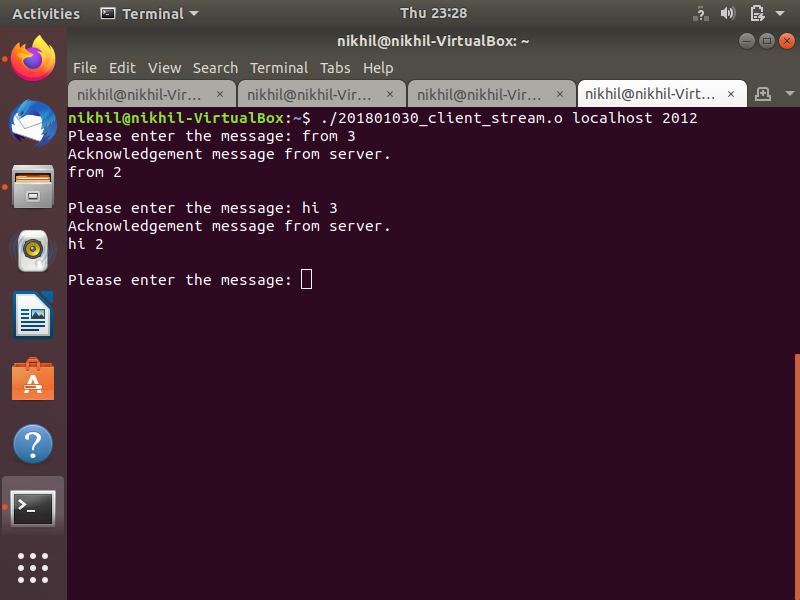 Activities Terminal Thu 23:28
nikhil@nikhil-VirtualBox: ~
File Edit View Search Terminal Tabs Help
nikhil@nikhil-Vir... × nikhil@nikhil-Vir... × nikhil@nikhil-Vir... × nikhil@nikhil-Virt... ×
nikhil@nikhil-VirtualBox:~$ ./201801030_client_stream.o localhost 2012
Please enter the message: from 3
Acknowledgement message from server.
from 2
Please enter the message: hi 3
Acknowledgement message from server.
hi 2
Please enter the message: